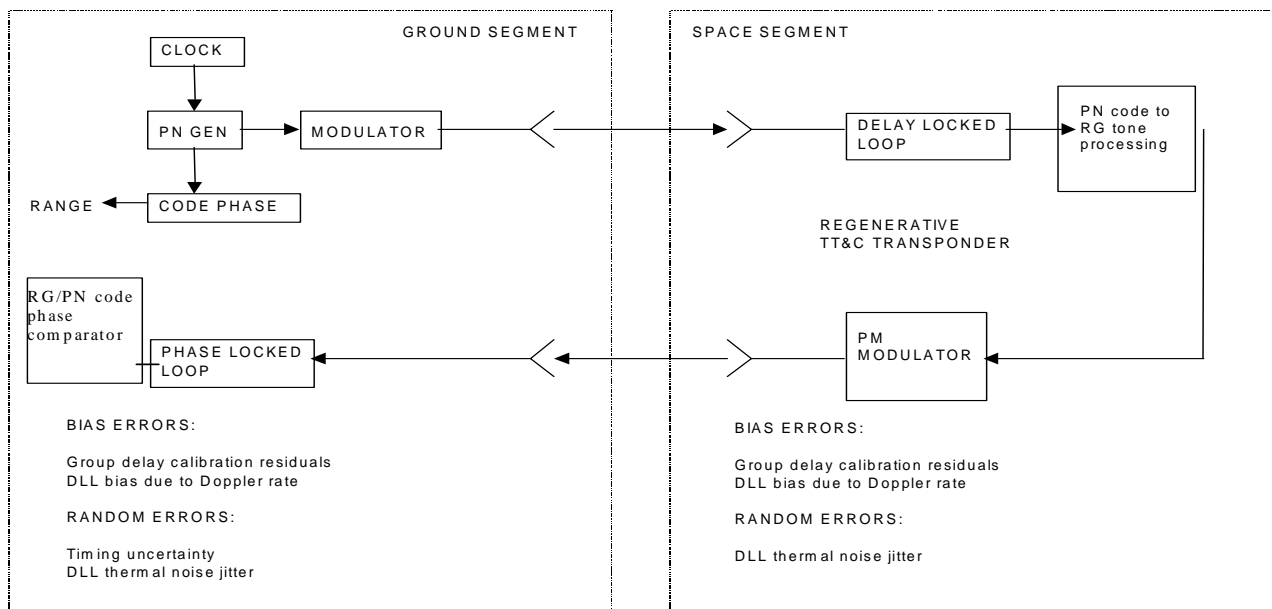 GROUND SEGMENT
CLOCK
PN GEN
MODULATOR
CODE PHASE
RANGE
RG/PN code
phase
comparator
PHASE LOCKED
LOOP
BIAS ERRORS:
Group delay calibration residuals
DLL bias due to Doppler rate
RANDOM ERRORS:
Timing uncertainty
DLL thermal noise jitter
SPACE SEGMENT
DELAY LOCKED
LOOP
PN code to
RG tone
processing
REGENERATIVE
TT&C TRANSPONDER
PM
MODULATOR
BIAS ERRORS:
Group delay calibration residuals
DLL bias due to Doppler rate
RANDOM ERRORS:
DLL thermal noise jitter